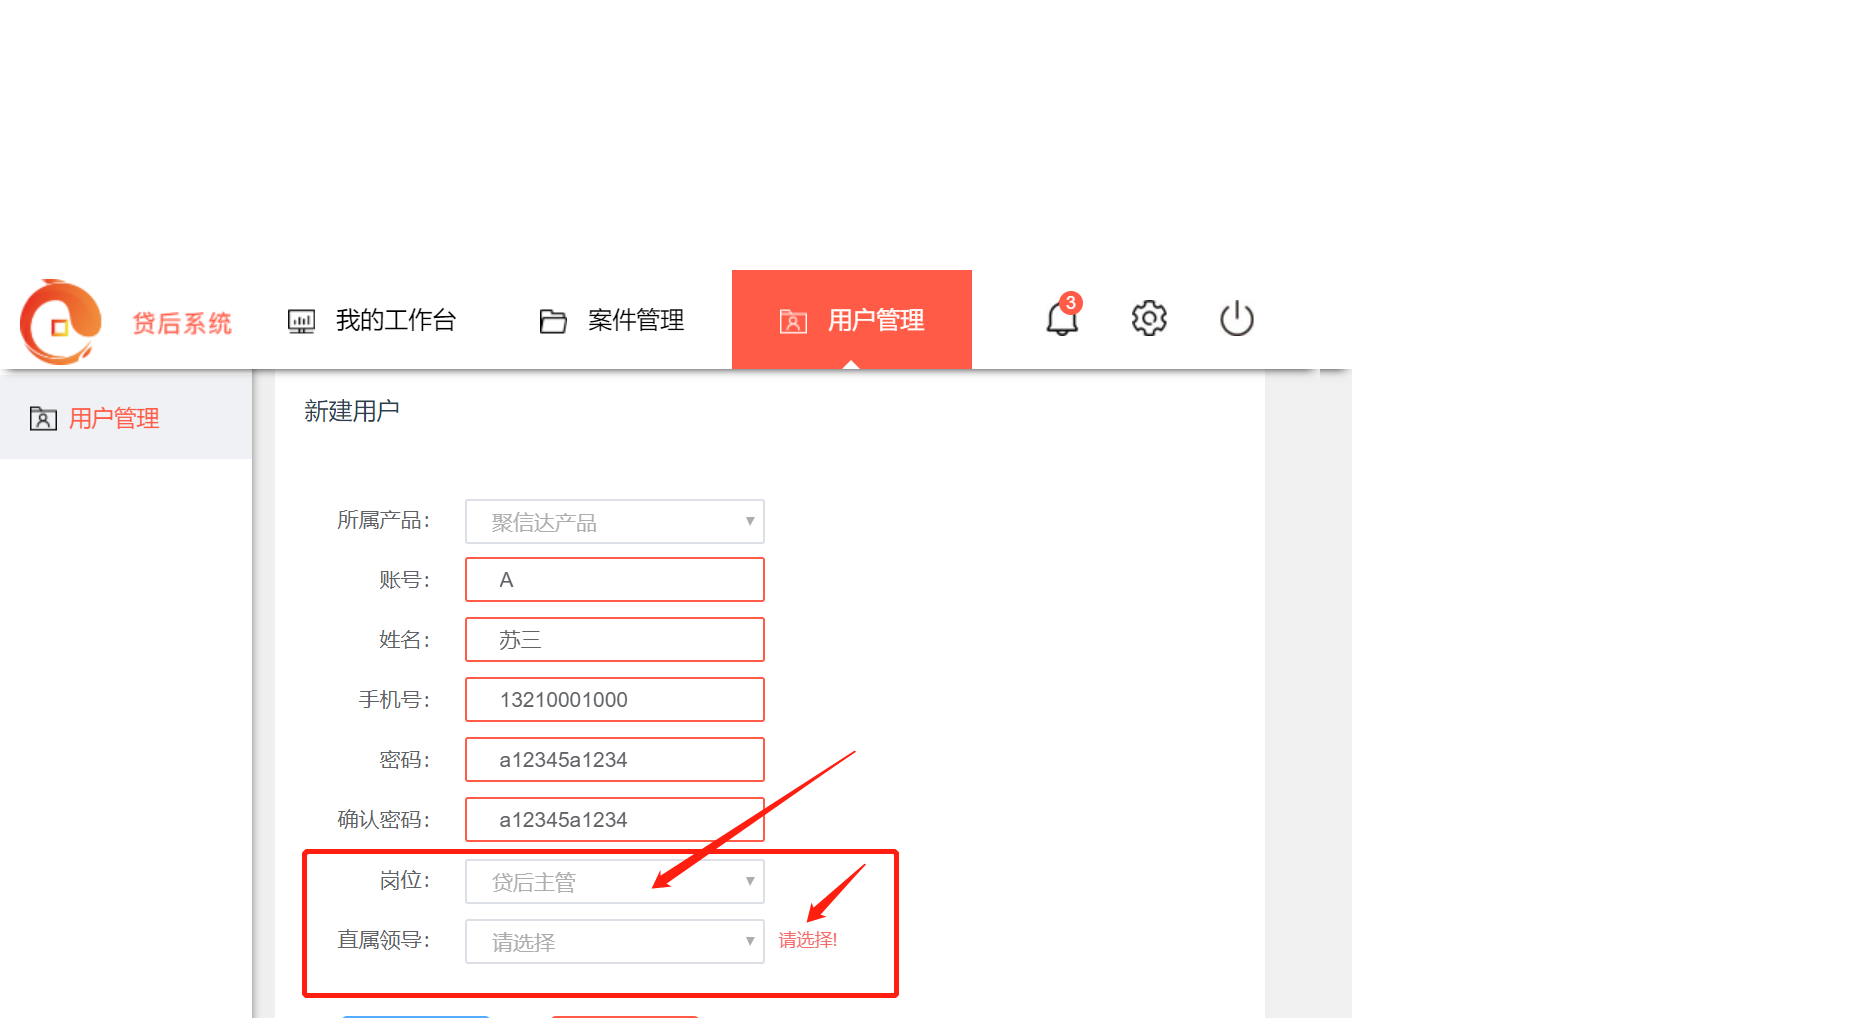 贷后系统 我的工作台 案件管理 用户管理 3
用户管理
新建用户
所属产品： 聚信达产品
账号： A
姓名： 苏三
手机号： 13210001000
密码： a12345a1234
确认密码： a12345a1234
岗位： 贷后主管
直属领导： 请选择 请选择!